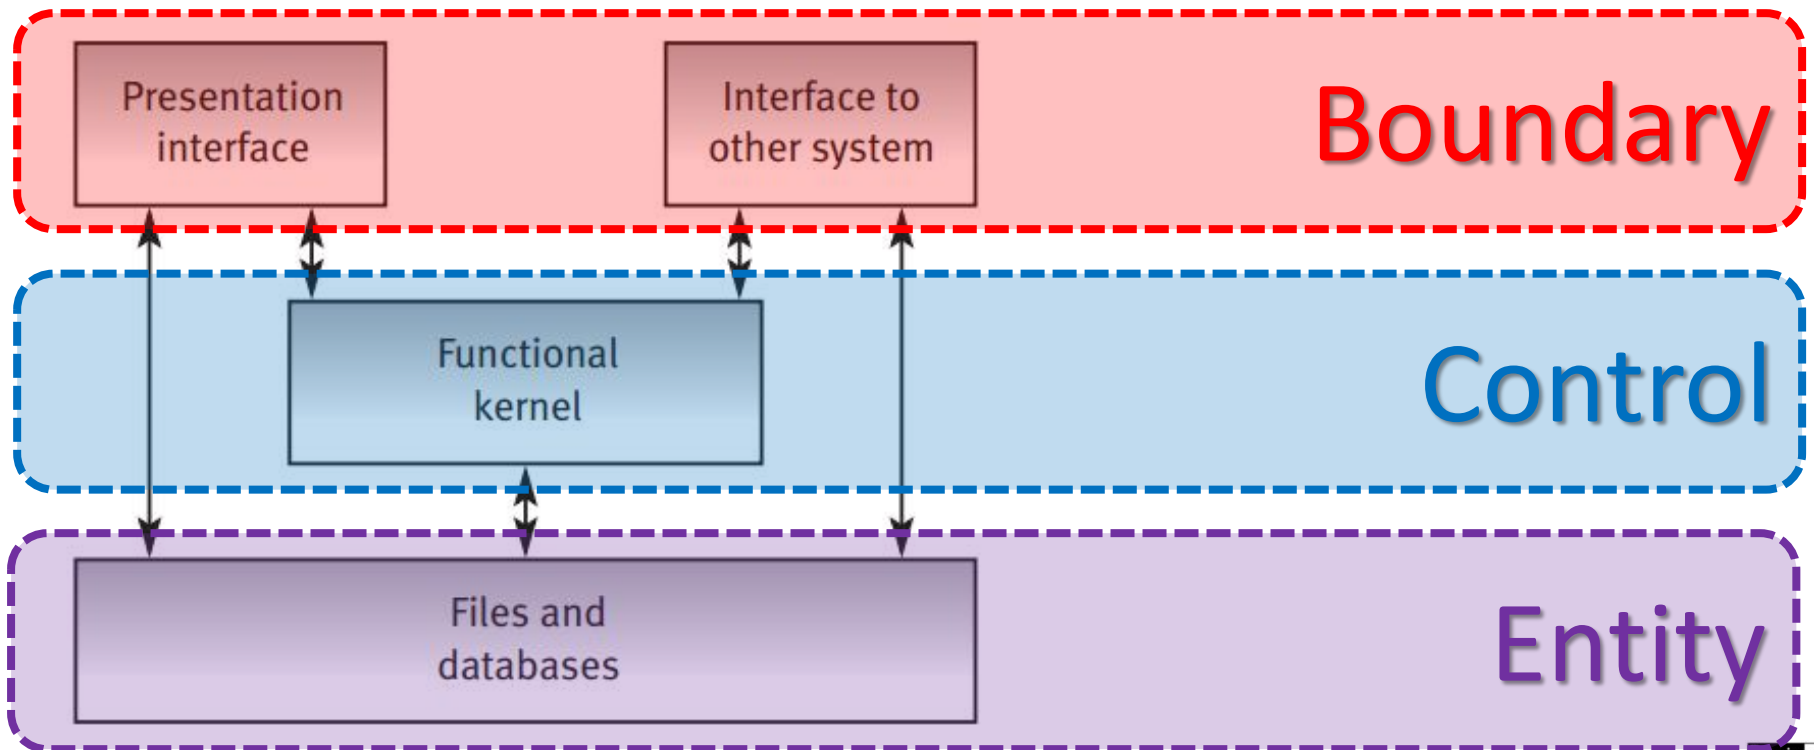 Presentation
interface
Interface to
other system
Boundary
Functional
kernel
Control
Files and
databases
Entity